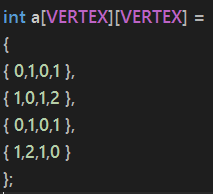 int a[VERTEX][VERTEX] =
{
{ 0,1,0,1 },
{ 1,0,1,2 },
{ 0,1,0,1 },
{ 1,2,1,0 }
};